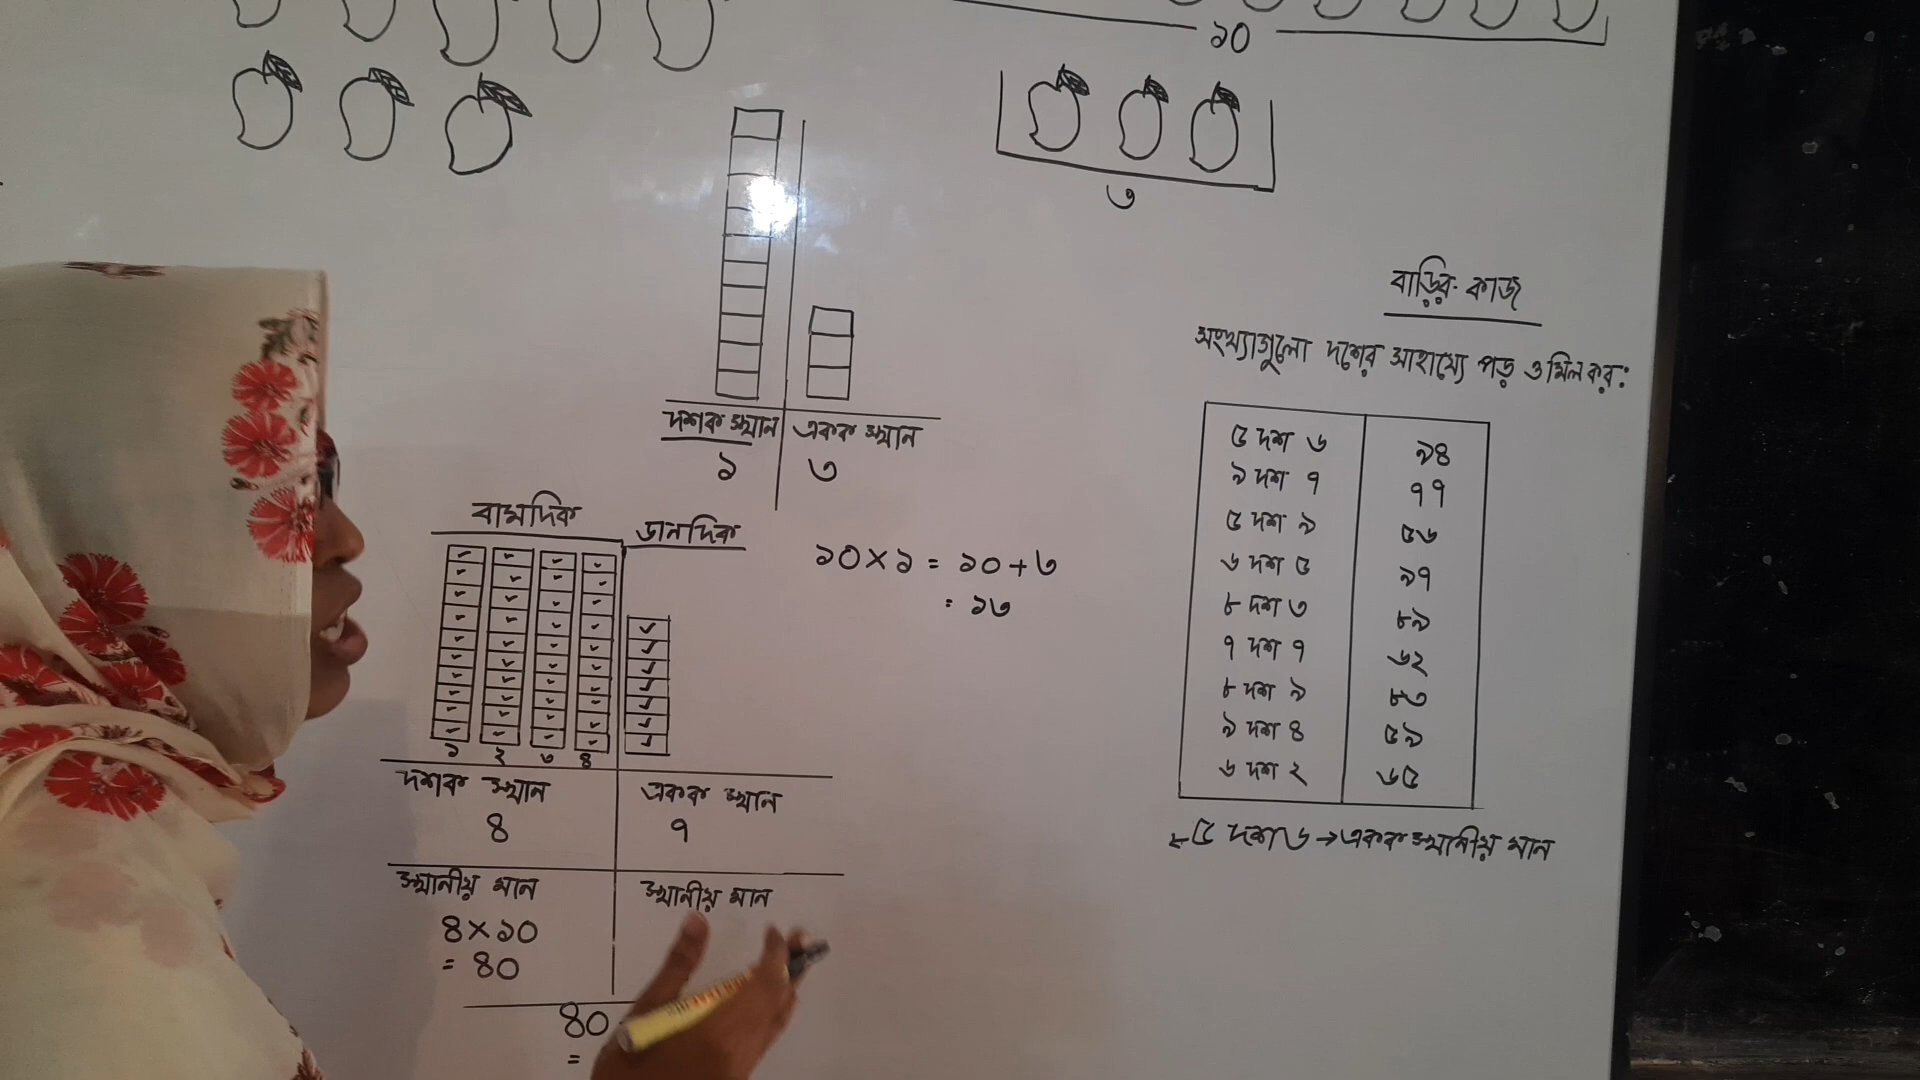 ১০
৩
দশক স্থান
একক স্থান
১
৩
বামদিক
ডানদিক
১ ২ ৩ ৪
দশক স্থান
একক স্থান
৪
৭
স্থানীয় মান
স্থানীয় মান
৪×১০
= ৪০
৪০
=
১০×১ = ১০+৩
= ১৩
বাড়ির কাজ
সংখ্যাগুলো দশের সাহায্যে পড় ও মিল কর:
৫ দশ ৬ ৯৪
৯ দশ ৭ ৭৭
৫ দশ ৯ ৫৬
৬ দশ ৫ ৯৭
৮ দশ ৩ ৮৯
৭ দশ ৭ ৬২
৮ দশ ৯ ৮৩
৯ দশ ৪ ৫৯
৬ দশ ২ ৬৫
৫ দশ ৬ → একক স্থানীয় মান